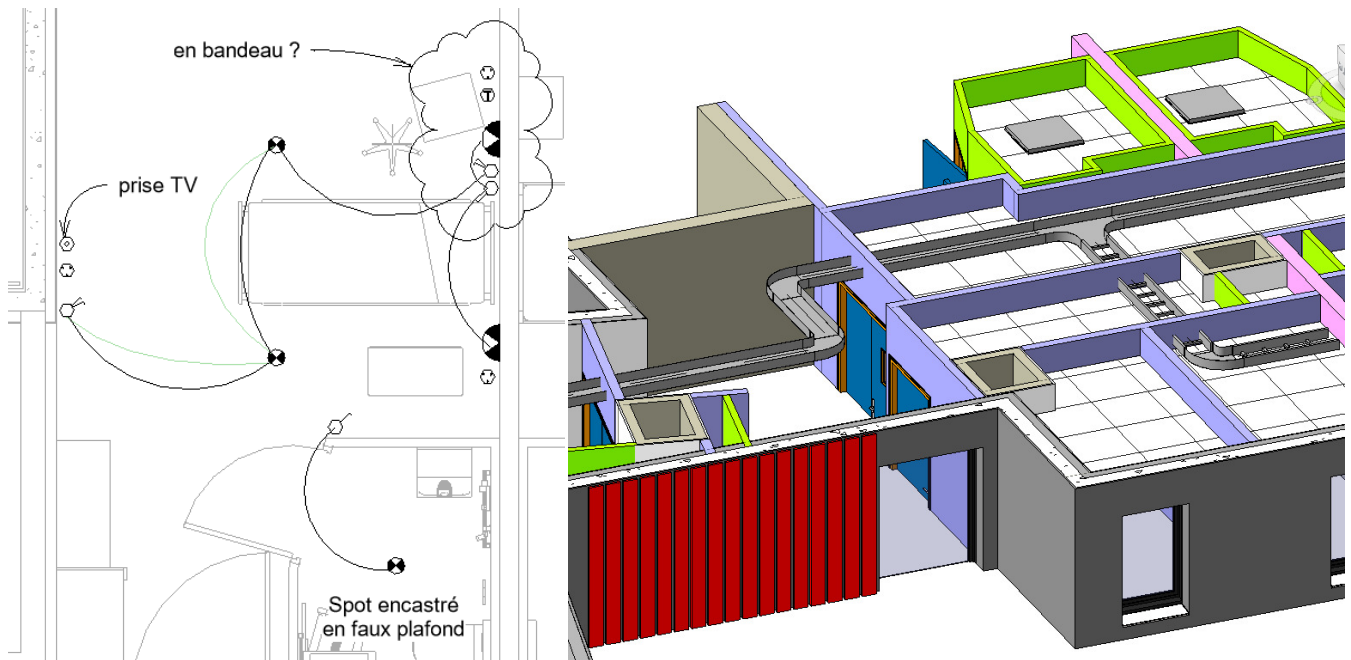 en bandeau ?
prise TV
T
Spot encastré
en faux plafond